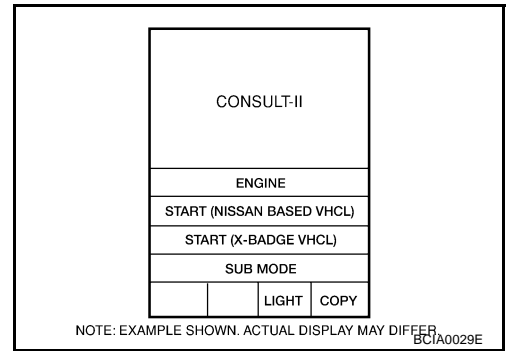 CONSULT-II
ENGINE
START (NISSAN BASED VHCL)
START (X-BADGE VHCL)
SUB MODE
LIGHT COPY
NOTE: EXAMPLE SHOWN. ACTUAL DISPLAY MAY DIFFER.
BCIA0029E